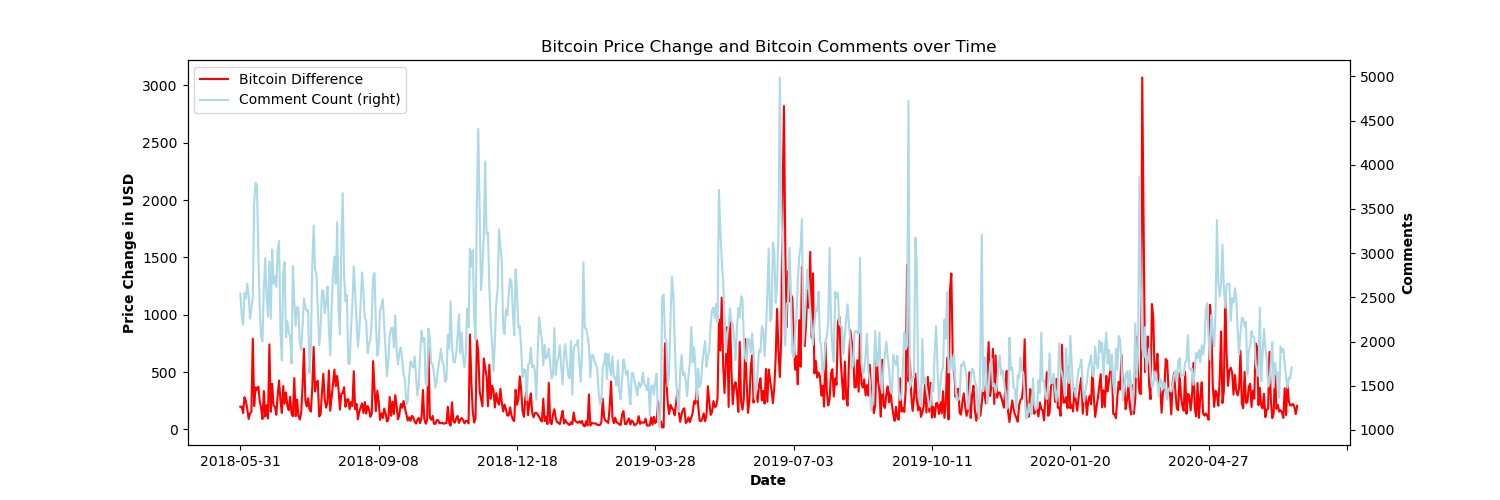 Bitcoin Price Change and Bitcoin Comments over Time
Bitcoin Difference
Comment Count (right)
Price Change in USD
3000
2500
2000
1500
1000
500
0
5000
4500
4000
3500
3000
2500
2000
1500
1000
Comments
2018-05-31 2018-09-08 2018-12-18 2019-03-28 2019-07-03 2019-10-11 2020-01-20 2020-04-27
Date